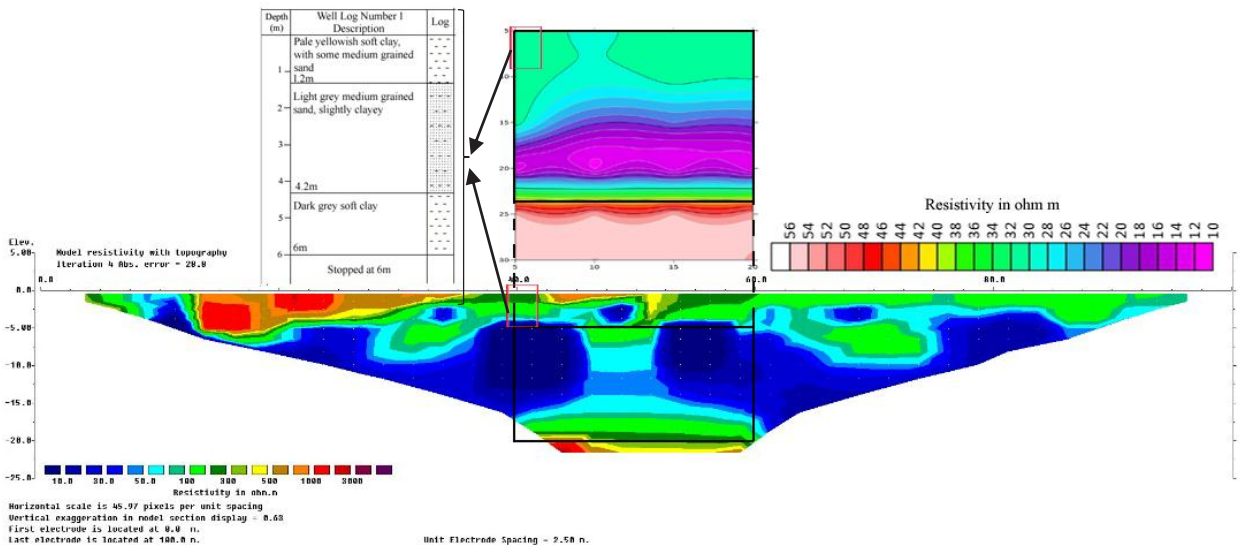 Depth
(m)
Well Log Number 1
Description
Log
Pale yellowish soft clay,
with some medium grained
sand
1
1.2m
Light grey medium grained
sand, slightly clayey
2
3
4
4.2m
Dark grey soft clay
5
6m
6
Stopped at 6m
5
10
15
20
25
30
5 10 15 20
Resistivity in ohm m
56 54 52 50 48 46 44 42 40 38 36 34 32 30 28 26 24 22 20 18 16 14 12 10
Elev.
5.00
Model resistivity with topography
Iteration 4 Abs. error = 20.0
0.0 40.0 60.0 80.0
0.0
-5.00
-10.0
-15.0
-20.0
-25.0
10.0 30.0 50.0 100 300 500 1000 3000
Resistivity in ohm.m
Horizontal scale is 45.97 pixels per unit spacing
Vertical exaggeration in model section display = 0.63
First electrode is located at 0.0 m.
Last electrode is located at 100.0 m.
Unit Electrode Spacing = 2.50 m.